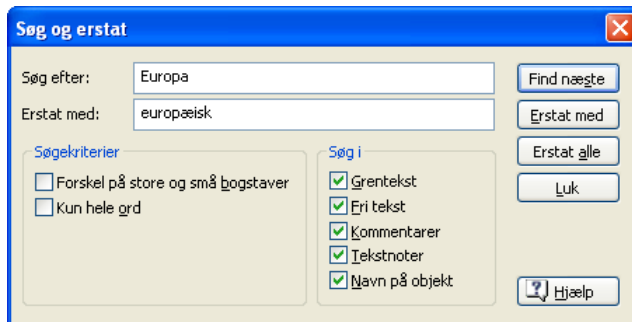 Søg og erstat
Søg efter:
Europa
Find næste
Erstat med:
europæisk
Erstat med
Søgekriterier
Søg i
Erstat alle
Forskel på store og små bogstaver
Grentekst
Luk
Kun hele ord
Fri tekst
Kommentarer
Tekstnoter
Navn på objekt
Hjælp